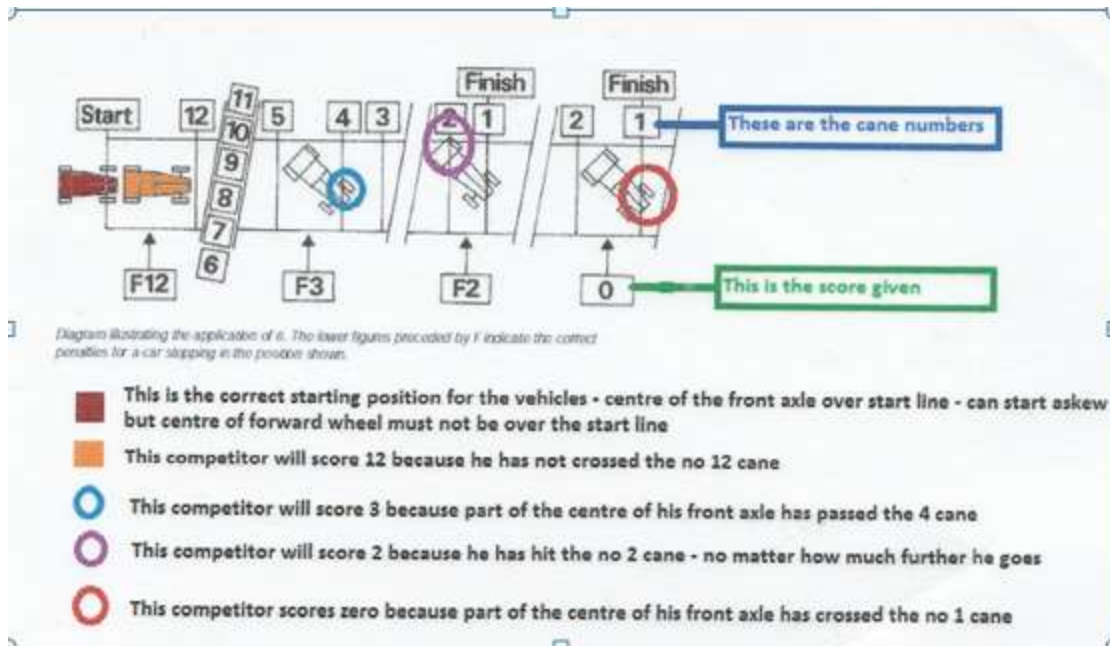 Finish
Finish
Start
12
11
10
9
8
7
6
5
4
3
2
1
2
1
These are the cane numbers
F12
F3
F2
0
This is the score given
Diagram illustrating the application of 6. The lower figures preceded by F indicate the correct
penalties for a car stopping in the position shown.
This is the correct starting position for the vehicles - centre of the front axle over start line - can start askew
but centre of forward wheel must not be over the start line
This competitor will score 12 because he has not crossed the no 12 cane
This competitor will score 3 because part of the centre of his front axle has passed the 4 cane
This competitor will score 2 because he has hit the no 2 cane - no matter how much further he goes
This competitor scores zero because part of the centre of his front axle has crossed the no 1 cane